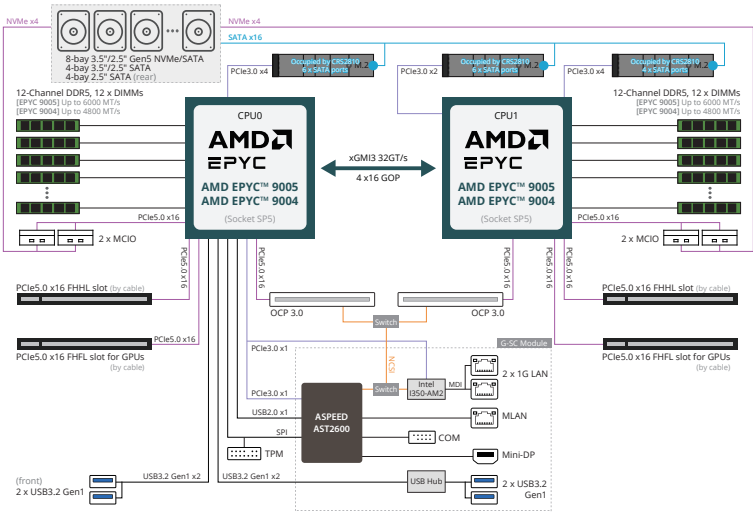 NVMe x4
NVMe x4
SATA x16
8-bay 3.5"/2.5" Gen5 NVMe/SATA
4-bay 3.5"/2.5" SATA
4-bay 2.5" SATA (rear)
PCIe3.0 x4
Occupied by CRS2810
6 x SATA ports
M.2
PCIe3.0 x2
Occupied by CRS2810
6 x SATA ports
M.2
PCIe3.0 x4
Occupied by CRS2810
4 x SATA ports
M.2
12-Channel DDR5, 12 x DIMMs
[EPYC 9005] Up to 6000 MT/s
[EPYC 9004] Up to 4800 MT/s
12-Channel DDR5, 12 x DIMMs
[EPYC 9005] Up to 6000 MT/s
[EPYC 9004] Up to 4800 MT/s
CPU0
AMD
EPYC
AMD EPYC™ 9005
AMD EPYC™ 9004
(Socket SP5)
xGMI3 32GT/s
4 x16 GOP
CPU1
AMD
EPYC
AMD EPYC™ 9005
AMD EPYC™ 9004
(Socket SP5)
PCIe5.0 x16
2 x MCIO
PCIe5.0 x16
2 x MCIO
PCIe5.0 x16
PCIe5.0 x16
PCIe5.0 x16
PCIe5.0 x16
PCIe5.0 x16 FHHL slot (by cable)
PCIe5.0 x16 FHHL slot (by cable)
OCP 3.0
OCP 3.0
Switch
PCIe5.0 x16
PCIe5.0 x16 FHFL slot for GPUs
(by cable)
PCIe5.0 x16 FHFL slot for GPUs
(by cable)
G-SC Module
PCIe3.0 x1
NCSI
Switch
Intel
I350-AM2
MDI
2 x 1G LAN
PCIe3.0 x1
USB2.0 x1
SPI
TPM
ASPEED
AST2600
MLAN
COM
Mini-DP
(front)
2 x USB3.2 Gen1
USB3.2 Gen1 x2
USB3.2 Gen1 x2
USB Hub
2 x USB3.2
Gen1